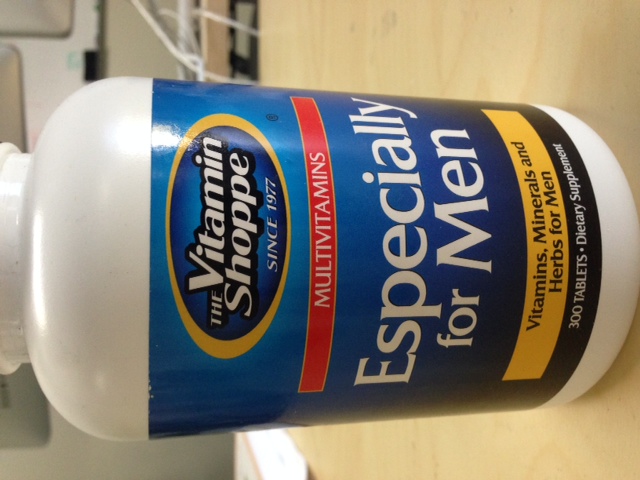 THE Vitamin
Shoppe
SINCE 1977
®
MULTIVITAMINS
Especially
for Men
Vitamins, Minerals and
Herbs for Men
300 TABLETS • Dietary Supplement